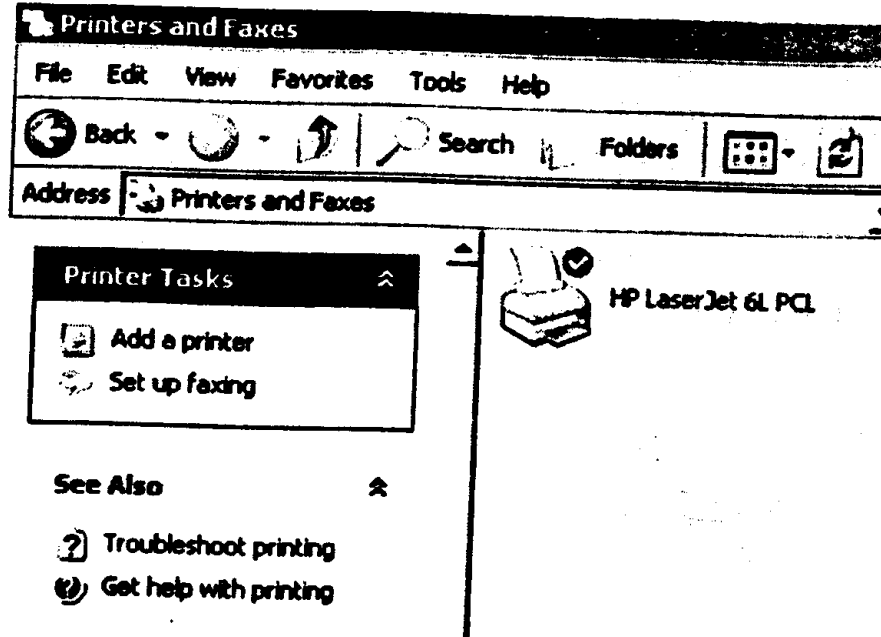 Printers and Faxes
File Edit View Favorites Tools Help
Back Search Folders
Address Printers and Faxes
Printer Tasks
Add a printer
Set up faxing
See Also
Troubleshoot printing
Get help with printing
HP LaserJet 6L PCL